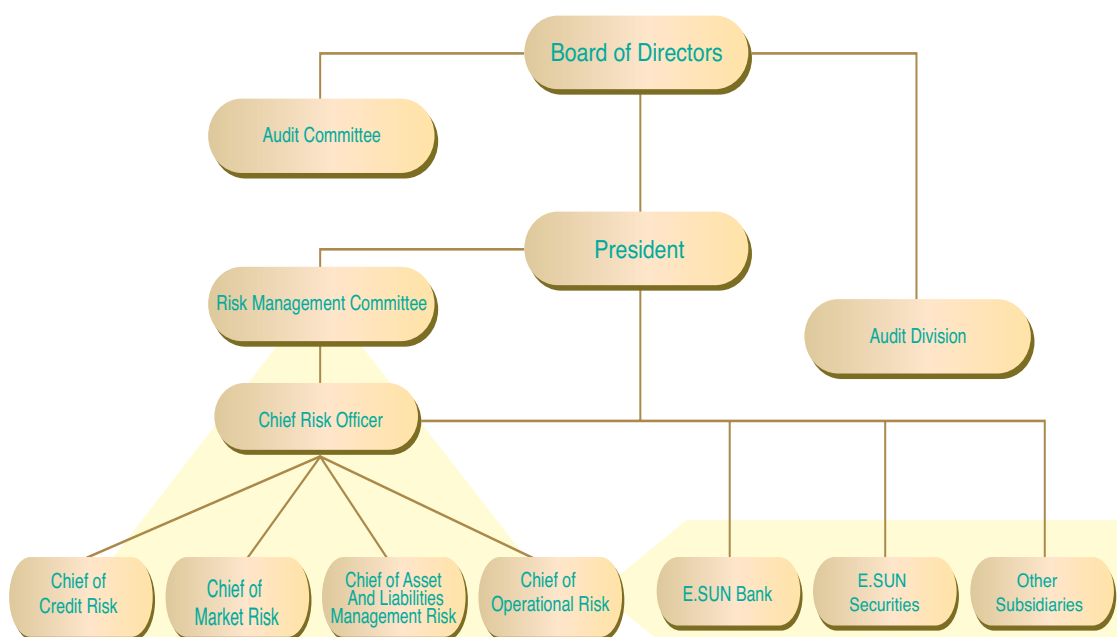 Board of Directors
Audit Committee
President
Risk Management Committee
Audit Division
Chief Risk Officer
Chief of
Credit Risk
Chief of
Market Risk
Chief of Asset
And Liabilities
Management Risk
Chief of
Operational Risk
E.SUN Bank
E.SUN
Securities
Other
Subsidiaries